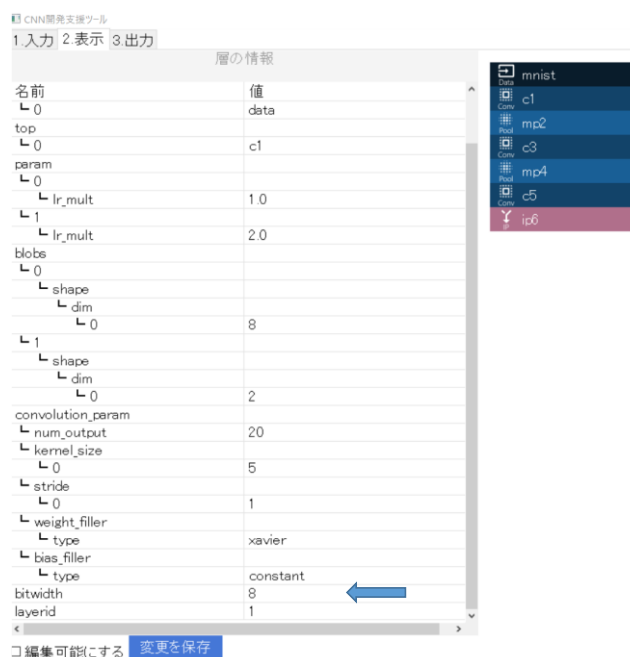 CNN開発支援ツール
1.入力 2.表示 3.出力
層の情報
名前 値
0 data
top
0 c1
param
0
lr_mult 1.0
1
lr_mult 2.0
blobs
0
shape
dim
0 8
1
shape
dim
0 2
convolution_param
num_output 20
kernel_size
0 5
stride
0 1
weight_filler
type xavier
bias_filler
type constant
bitwidth 8
layerid 1
編集可能にする 変更を保存
mnist
Data
c1
Conv
mp2
Pool
c3
Conv
mp4
Pool
c5
Conv
ip6
IP